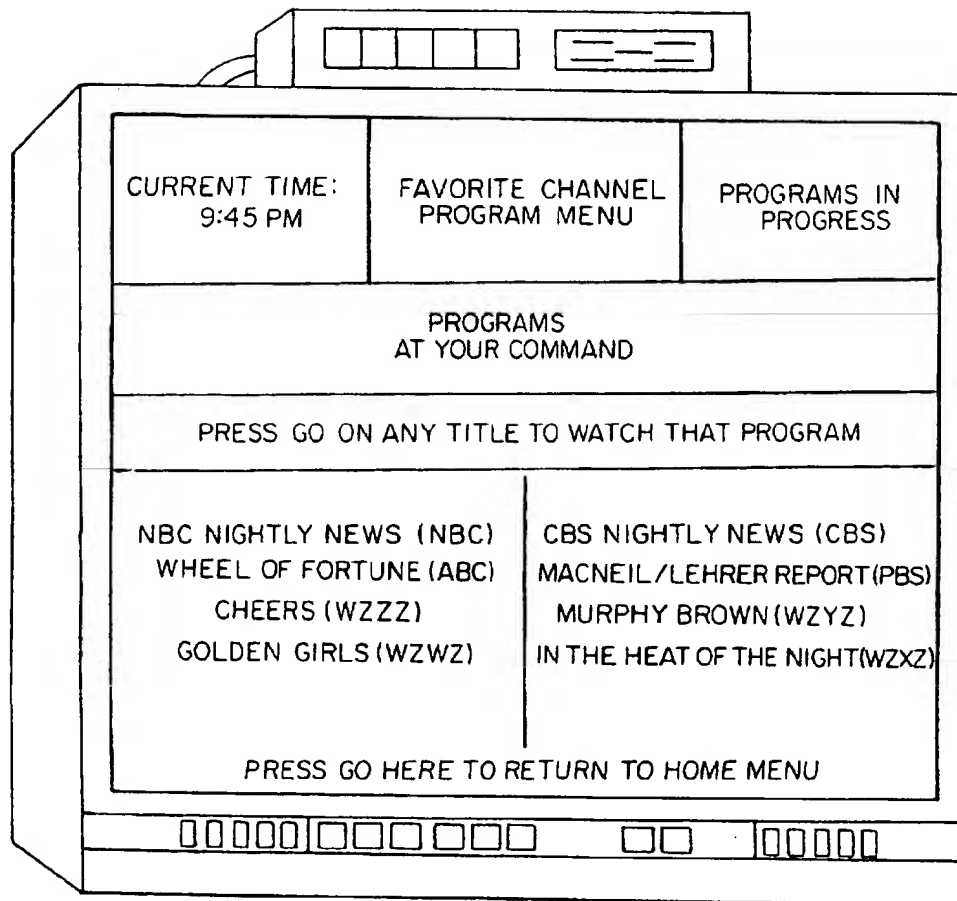 CURRENT TIME:
9:45 PM
FAVORITE CHANNEL
PROGRAM MENU
PROGRAMS IN
PROGRESS
PROGRAMS
AT YOUR COMMAND
PRESS GO ON ANY TITLE TO WATCH THAT PROGRAM
NBC NIGHTLY NEWS (NBC)
WHEEL OF FORTUNE (ABC)
CHEERS (WZZZ)
GOLDEN GIRLS (WZWZ)
CBS NIGHTLY NEWS (CBS)
MACNEIL/LEHRER REPORT (PBS)
MURPHY BROWN (WZYZ)
IN THE HEAT OF THE NIGHT (WZXZ)
PRESS GO HERE TO RETURN TO HOME MENU